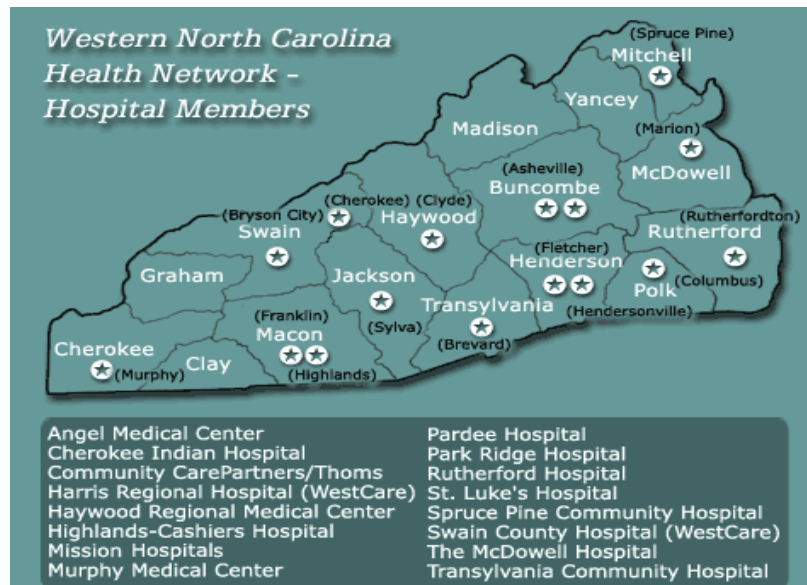 Western North Carolina
Health Network –
Hospital Members
(Spruce Pine)
Mitchell
Yancey
Madison
(Marion)
McDowell
(Asheville)
Buncombe
(Cherokee) (Clyde)
Haywood
(Bryson City)
Swain
(Rutherfordton)
Rutherford
(Fletcher)
Henderson
Graham
Jackson
(Columbus)
Polk
Transylvania
(Hendersonville)
(Franklin)
Macon
(Sylva)
(Brevard)
Cherokee
(Murphy)
Clay
(Highlands)
Angel Medical Center
Cherokee Indian Hospital
Community CarePartners/Thoms
Harris Regional Hospital (WestCare)
Haywood Regional Medical Center
Highlands-Cashiers Hospital
Mission Hospitals
Murphy Medical Center
Pardee Hospital
Park Ridge Hospital
Rutherford Hospital
St. Luke's Hospital
Spruce Pine Community Hospital
Swain County Hospital (WestCare)
The McDowell Hospital
Transylvania Community Hospital